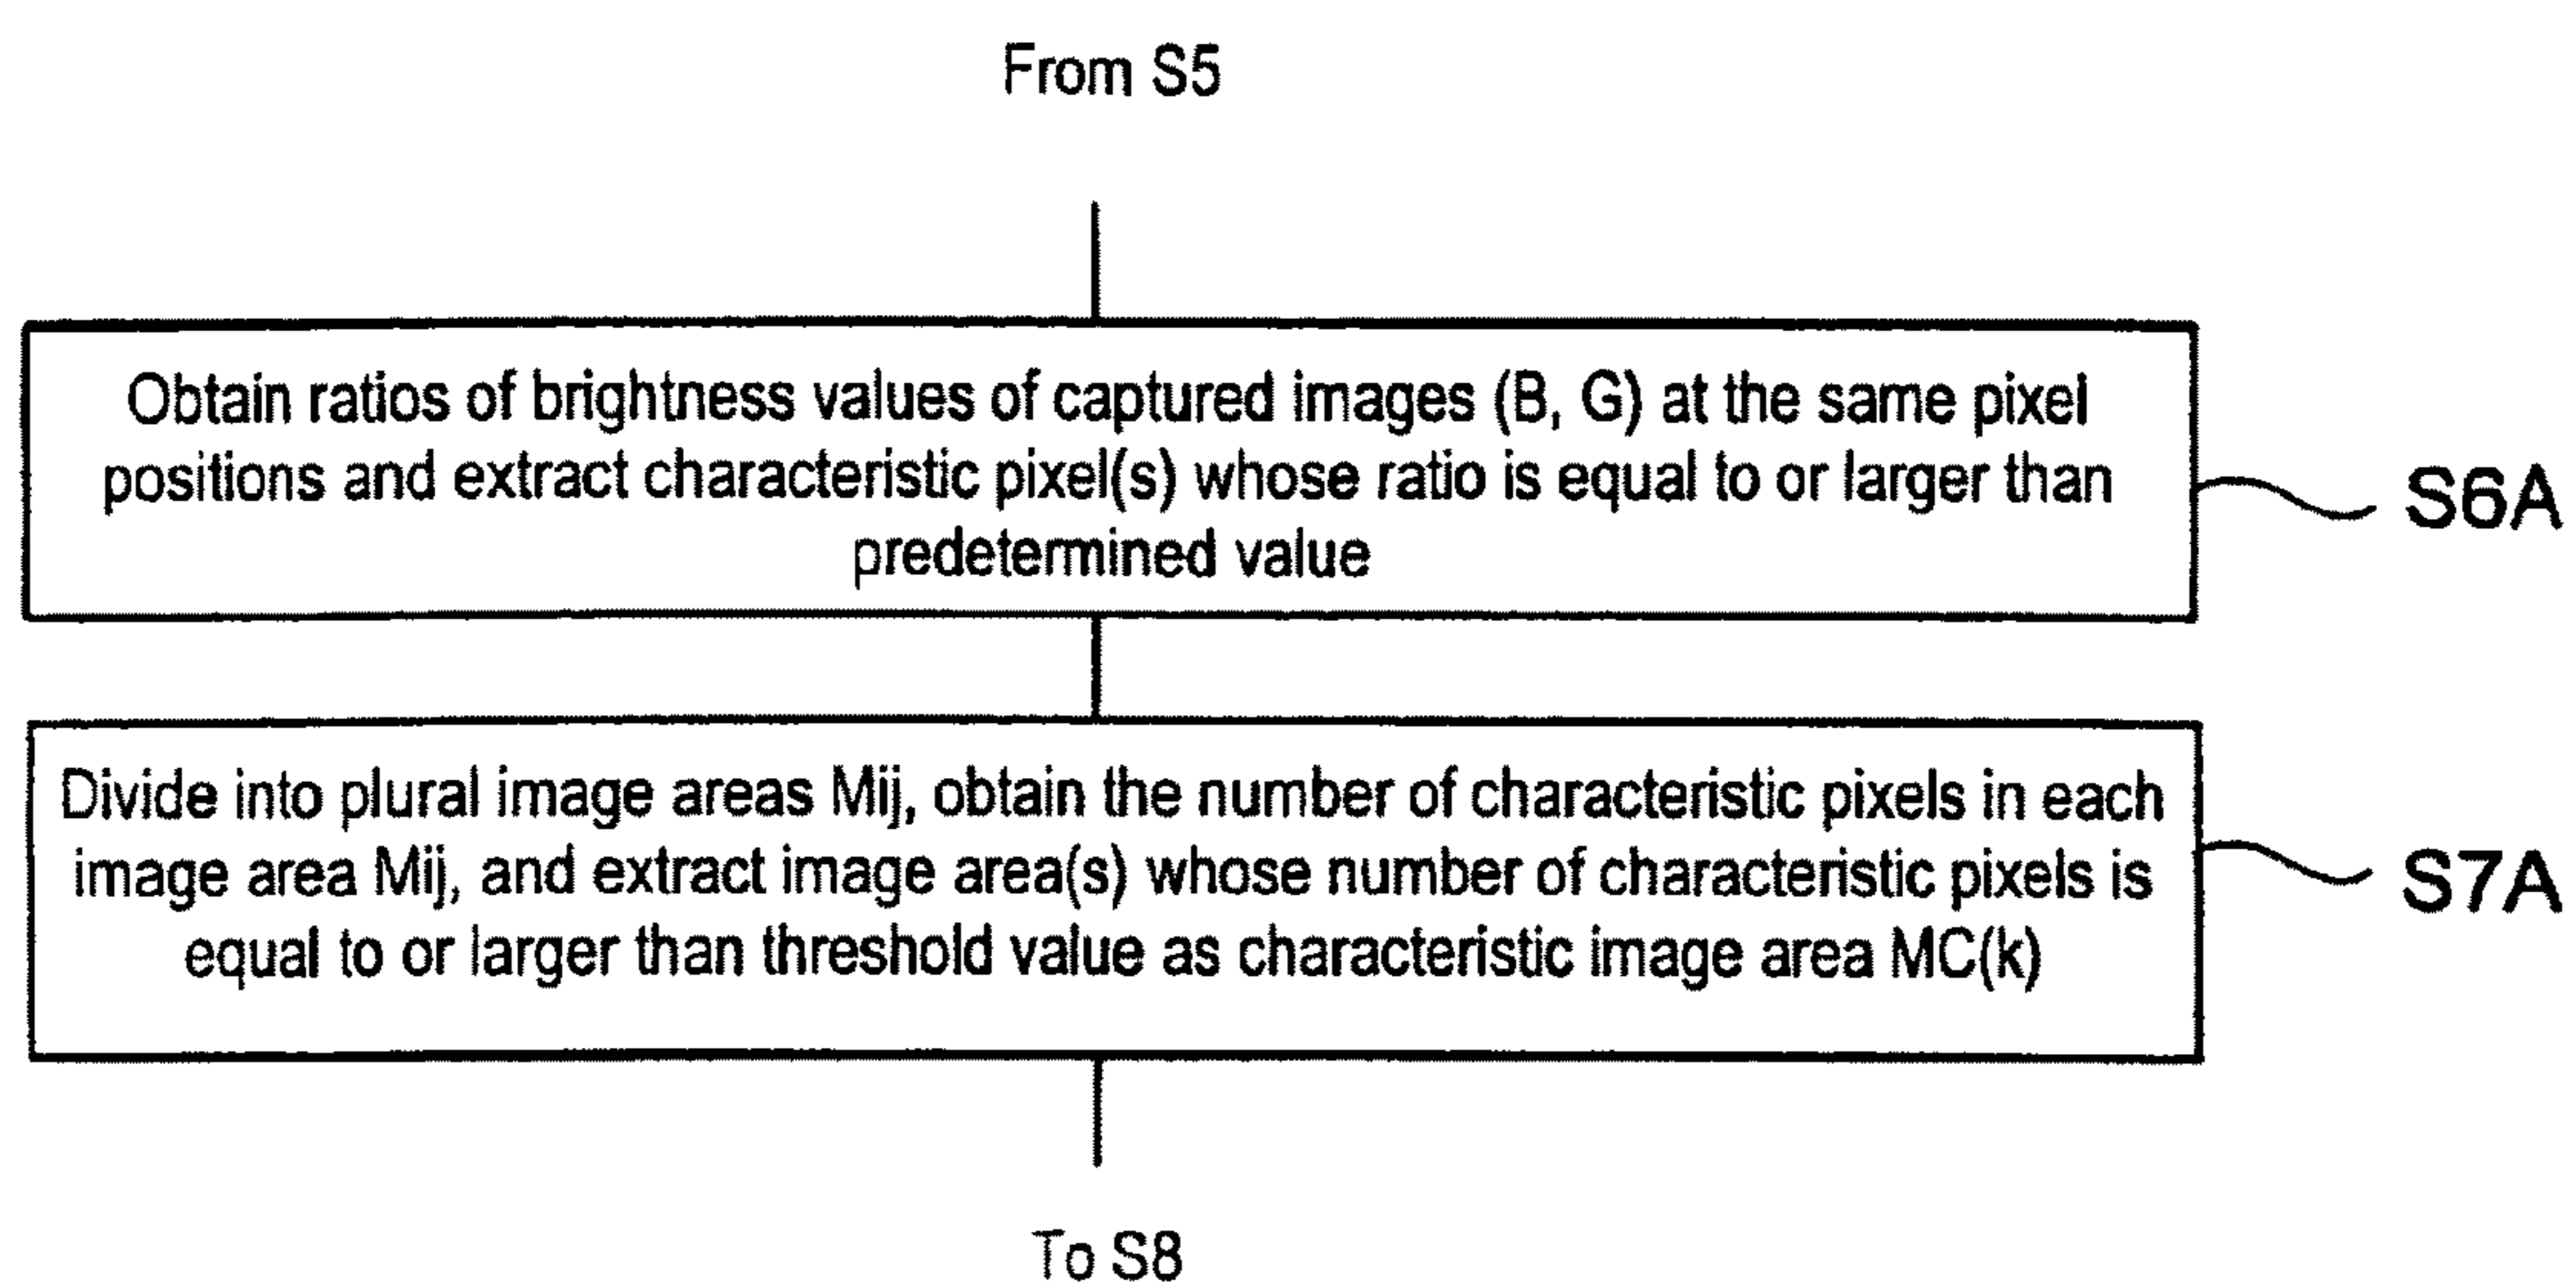 From S5
Obtain ratios of brightness values of captured images (B, G) at the same pixel
positions and extract characteristic pixel(s) whose ratio is equal to or larger than
predetermined value
S6A
Divide into plural image areas Mij, obtain the number of characteristic pixels in each
image area Mij, and extract image area(s) whose number of characteristic pixels is
equal to or larger than threshold value as characteristic image area MC(k)
S7A
To S8